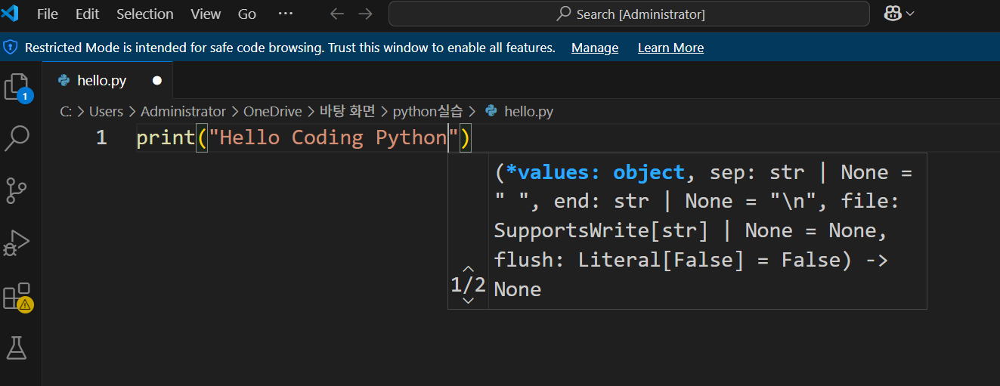 File Edit Selection View Go ... Search [Administrator]
Restricted Mode is intended for safe code browsing. Trust this window to enable all features. Manage Learn More
hello.py
C: > Users > Administrator > OneDrive > 바탕 화면 > python실습 > hello.py
1 print("Hello Coding Python")
(*values: object, sep: str | None =
" ", end: str | None = "\n", file:
SupportsWrite[str] | None = None,
flush: Literal[False] = False) ->
1/2 None
1